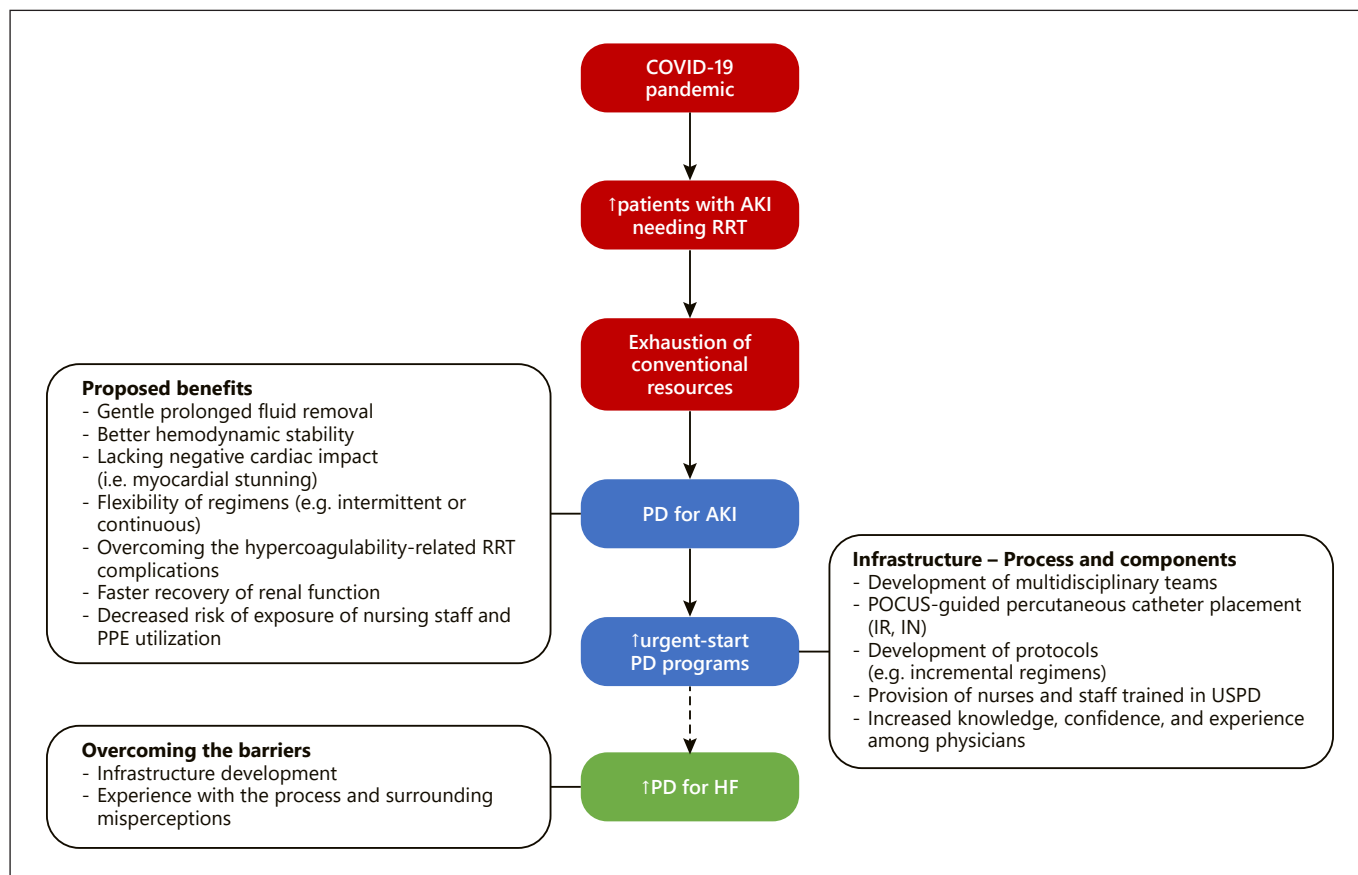 COVID-19
pandemic
↑patients with AKI
needing RRT
Exhaustion of
conventional
resources
Proposed benefits
- Gentle prolonged fluid removal
- Better hemodynamic stability
- Lacking negative cardiac impact
(i.e. myocardial stunning)
- Flexibility of regimens (e.g. intermittent or
continuous)
- Overcoming the hypercoagulability-related RRT
complications
- Faster recovery of renal function
- Decreased risk of exposure of nursing staff and
PPE utilization
PD for AKI
↑urgent-start
PD programs
Infrastructure – Process and components
- Development of multidisciplinary teams
- POCUS-guided percutaneous catheter placement
(IR, IN)
- Development of protocols
(e.g. incremental regimens)
- Provision of nurses and staff trained in USPD
- Increased knowledge, confidence, and experience
among physicians
Overcoming the barriers
- Infrastructure development
- Experience with the process and surrounding
misperceptions
↑PD for HF